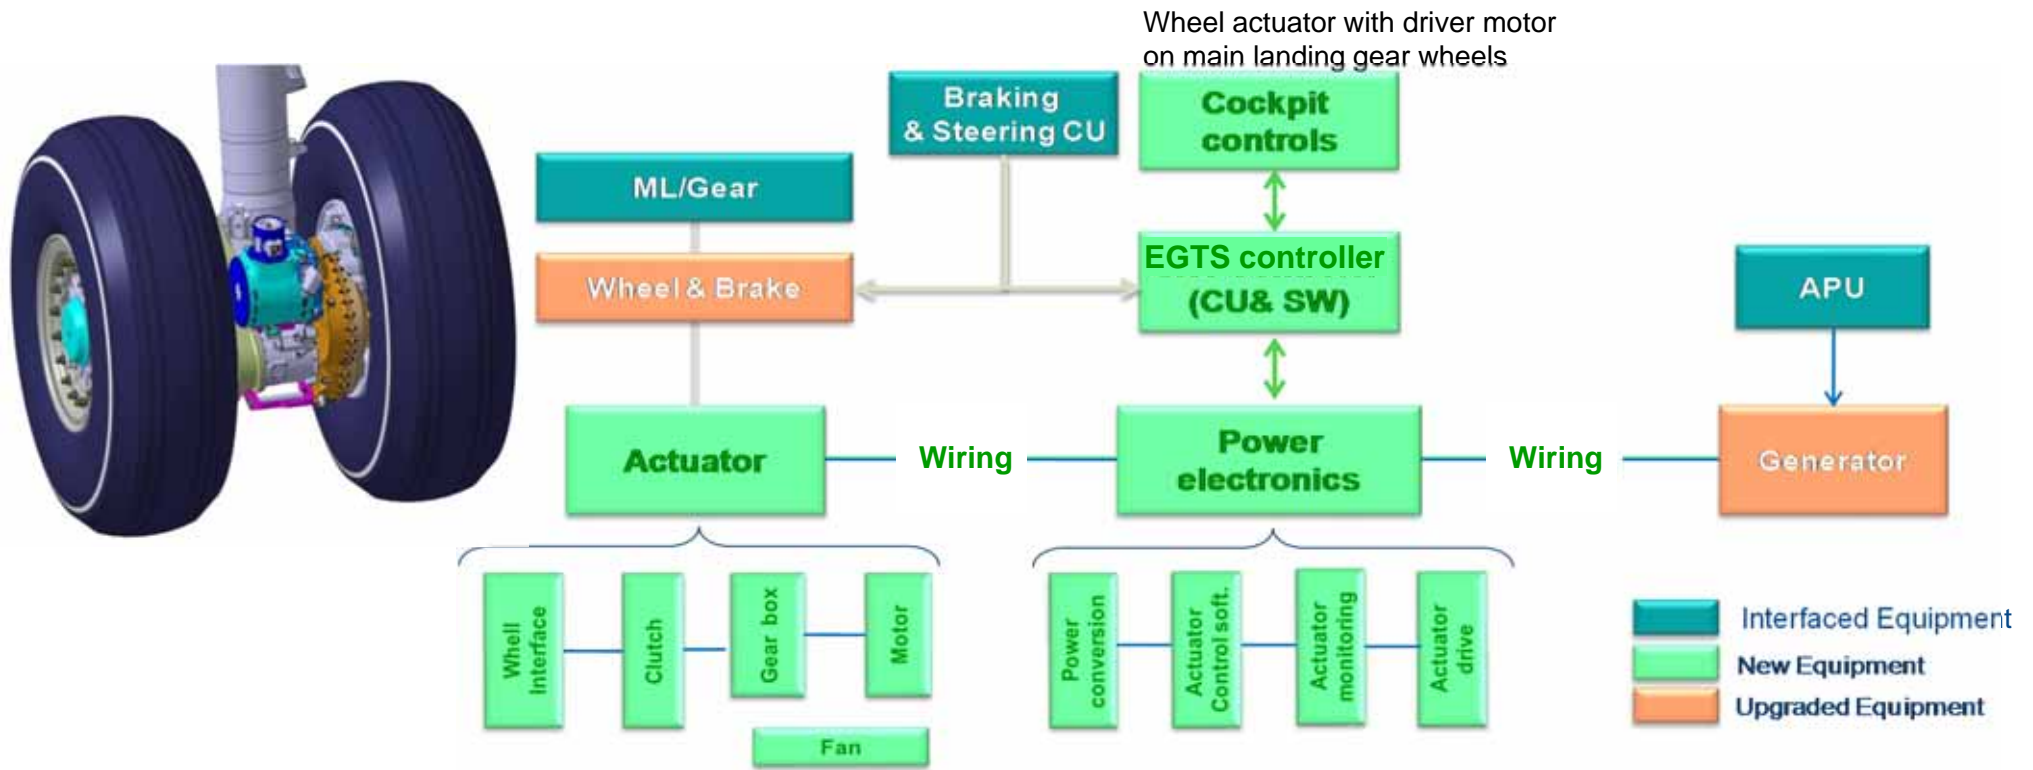 Wheel actuator with driver motor
on main landing gear wheels
Braking
& Steering CU
Cockpit
controls
ML/Gear
EGTS controller
(CU& SW)
Wheel & Brake
APU
Actuator
Wiring
Power
electronics
Wiring
Generator
Whell
Interface
Clutch
Gear box
Motor
Fan
Power
conversion
Actuator
Control soft.
Actuator
monitoring
Actuator
drive
Interfaced Equipment
New Equipment
Upgraded Equipment